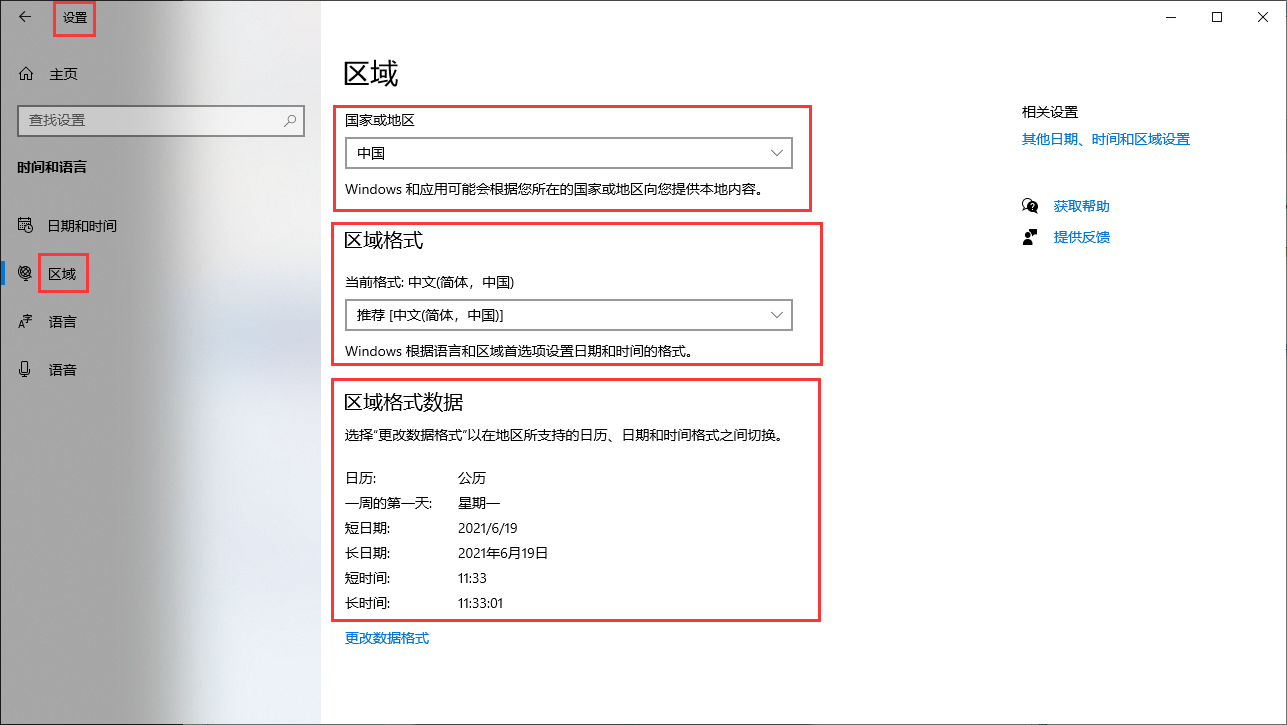 设置
主页
查找设置
时间和语言
日期和时间
区域
语言
语音
区域
国家或地区
中国
Windows 和应用可能会根据您所在的国家或地区向您提供本地内容。
区域格式
当前格式: 中文(简体，中国)
推荐 [中文(简体，中国)]
Windows 根据语言和区域首选项设置日期和时间的格式。
区域格式数据
选择“更改数据格式”以在地区所支持的日历、日期和时间格式之间切换。
日历: 公历
一周的第一天: 星期一
短日期: 2021/6/19
长日期: 2021年6月19日
短时间: 11:33
长时间: 11:33:01
更改数据格式
相关设置
其他日期、时间和区域设置
获取帮助
提供反馈